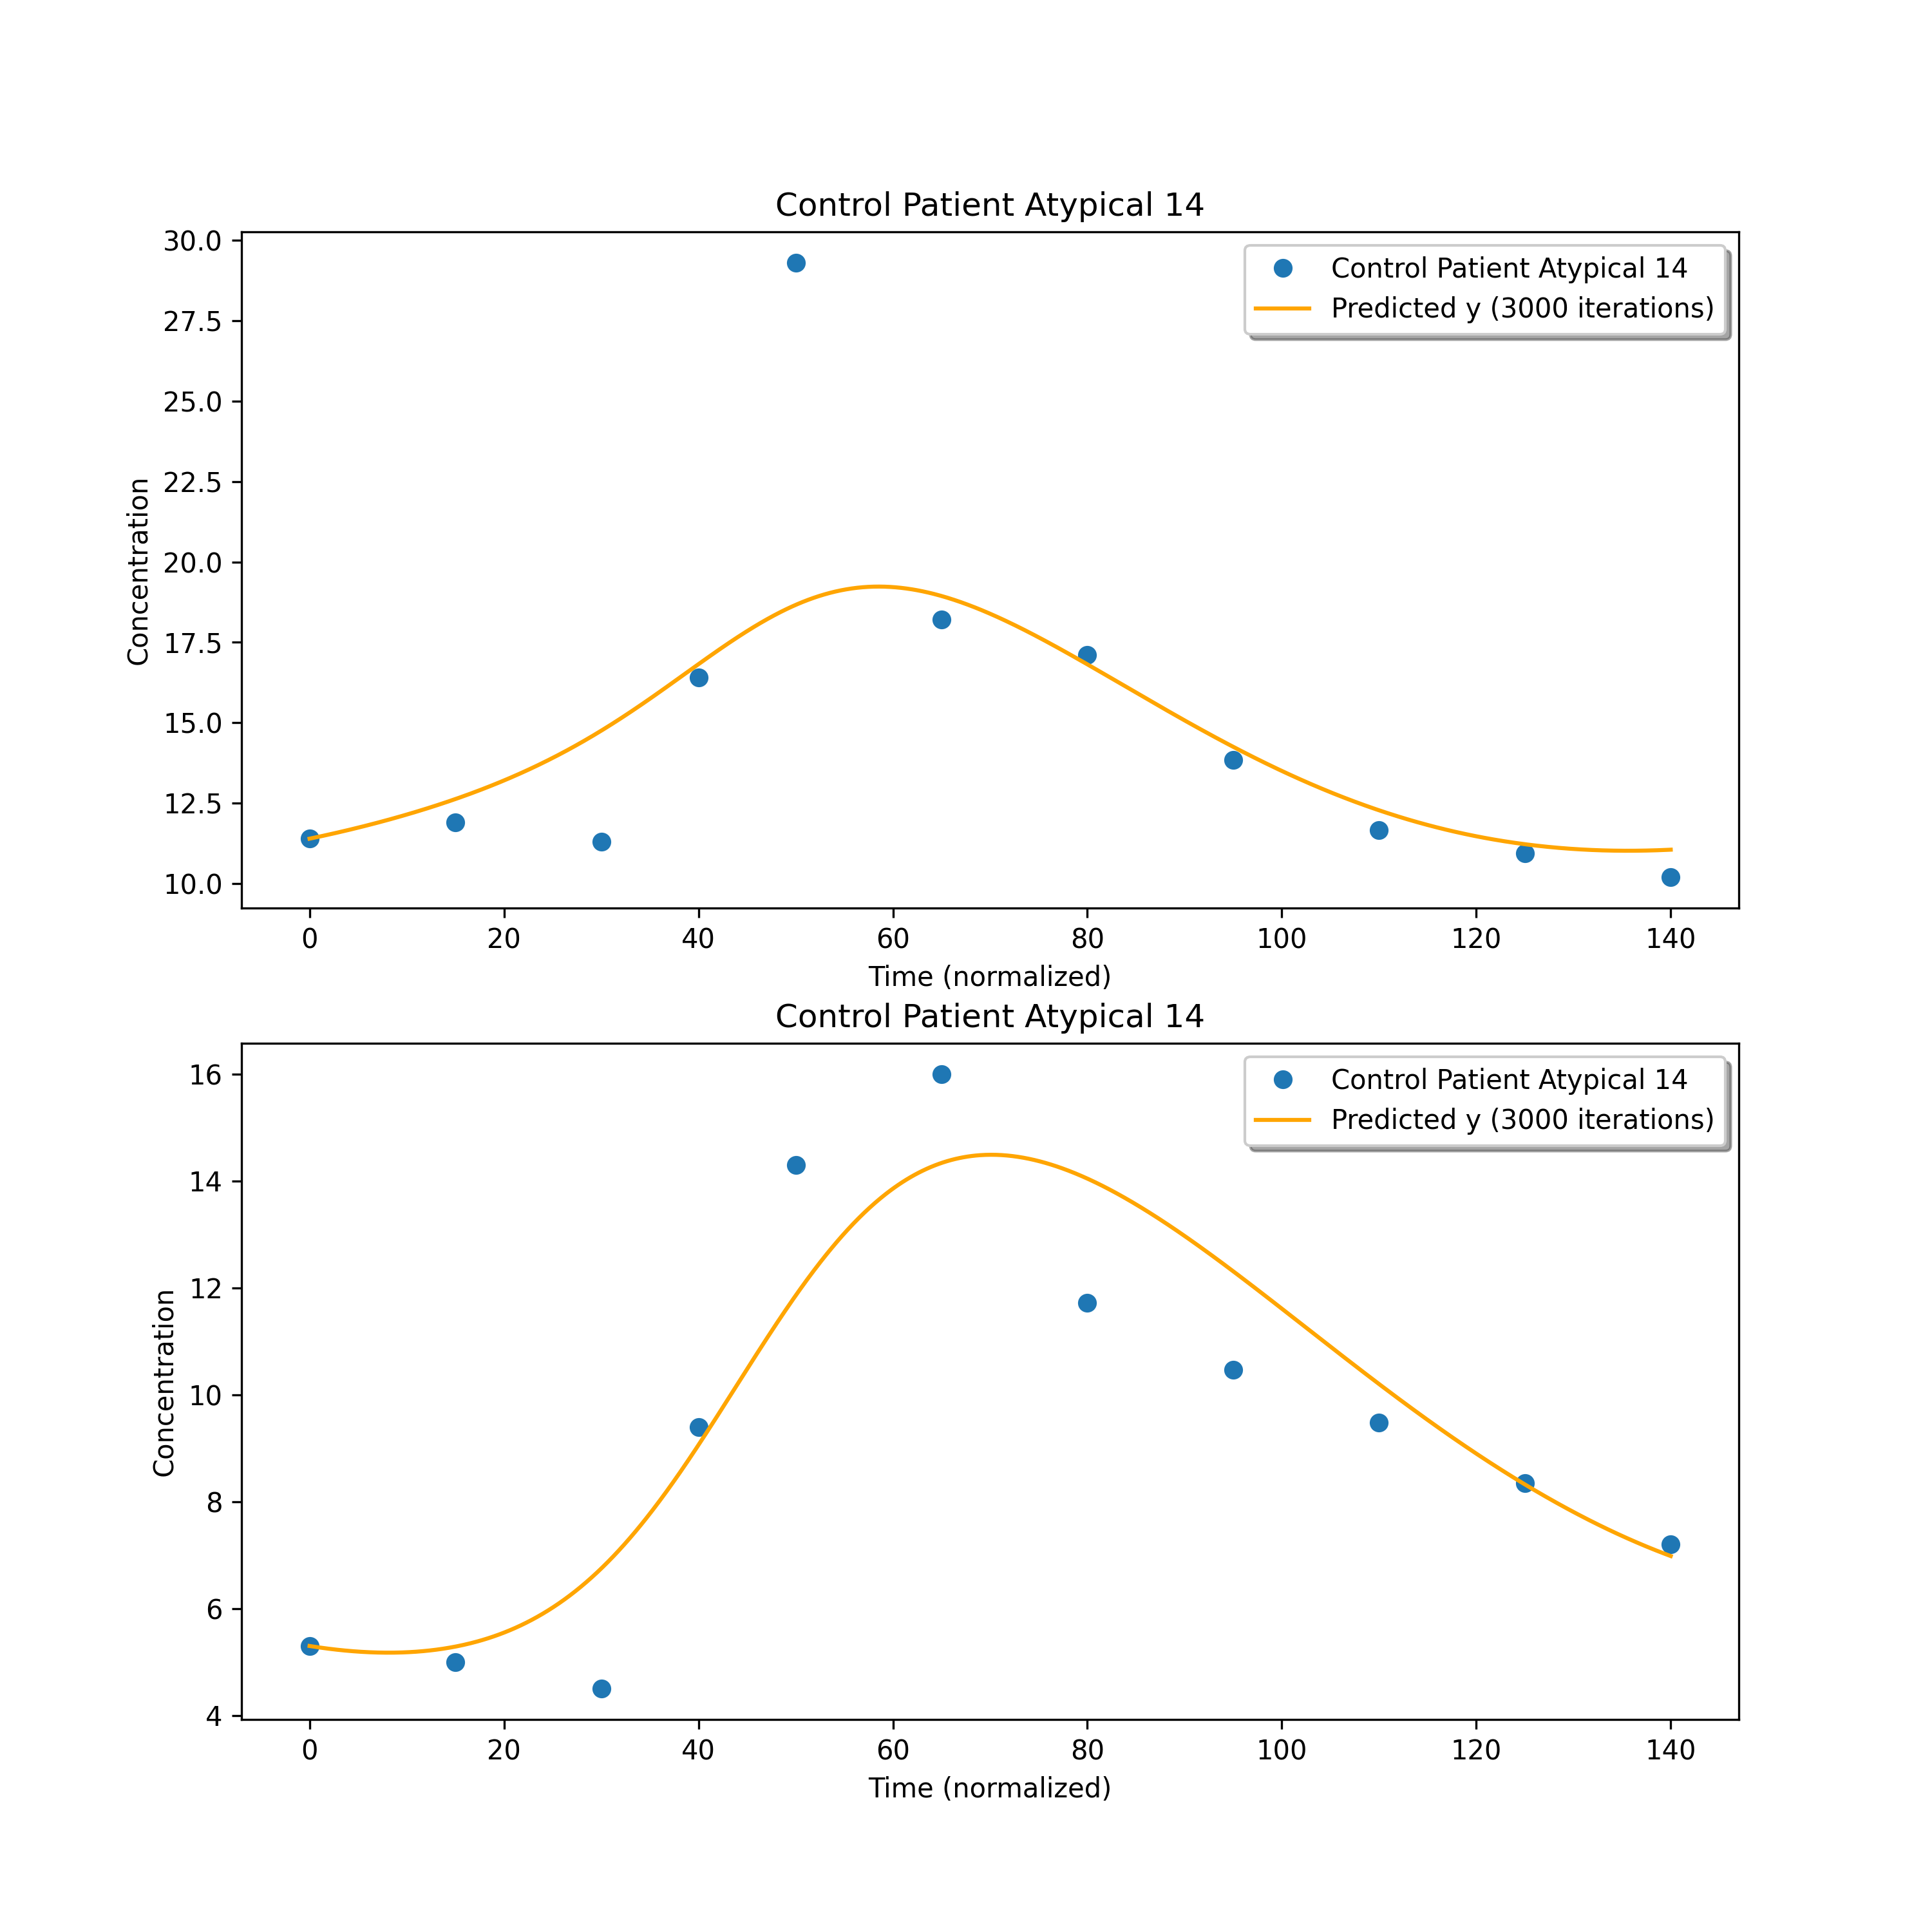 Control Patient Atypical 14
30.0
27.5
25.0
22.5
20.0
17.5
15.0
12.5
10.0
Concentration
Control Patient Atypical 14
Predicted y (3000 iterations)
0 20 40 60 80 100 120 140
Time (normalized)
Control Patient Atypical 14
16
14
12
10
8
6
4
Concentration
Control Patient Atypical 14
Predicted y (3000 iterations)
0 20 40 60 80 100 120 140
Time (normalized)